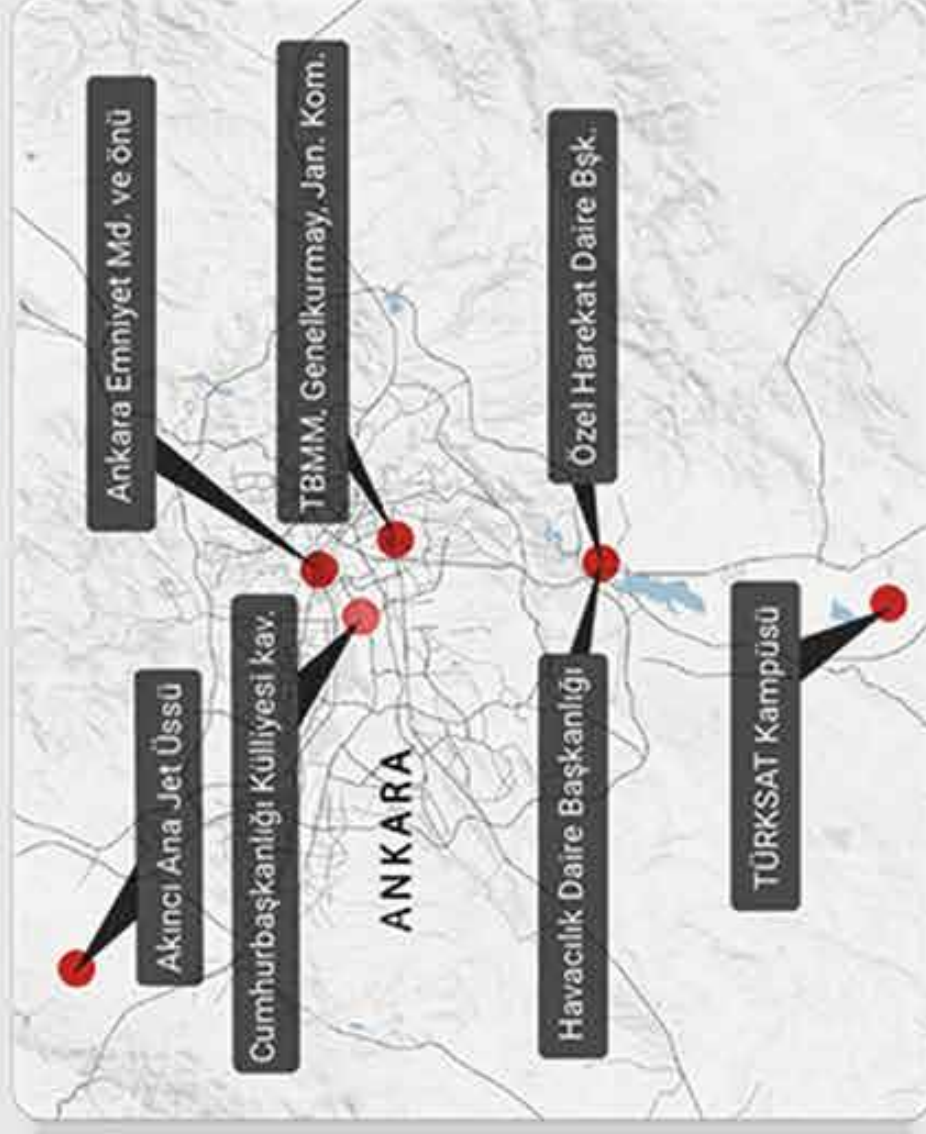 Akıncı Ana Jet Üssü
Ankara Emniyet Md. ve önü
Cumhurbaşkanlığı Külliyesi kav.
TBMM, Genelkurmay, Jan. Kom.
ANKARA
Havacılık Daire Başkanlığı
Özel Harekat Daire Bşk.
TÜRKSAT Kampüsü